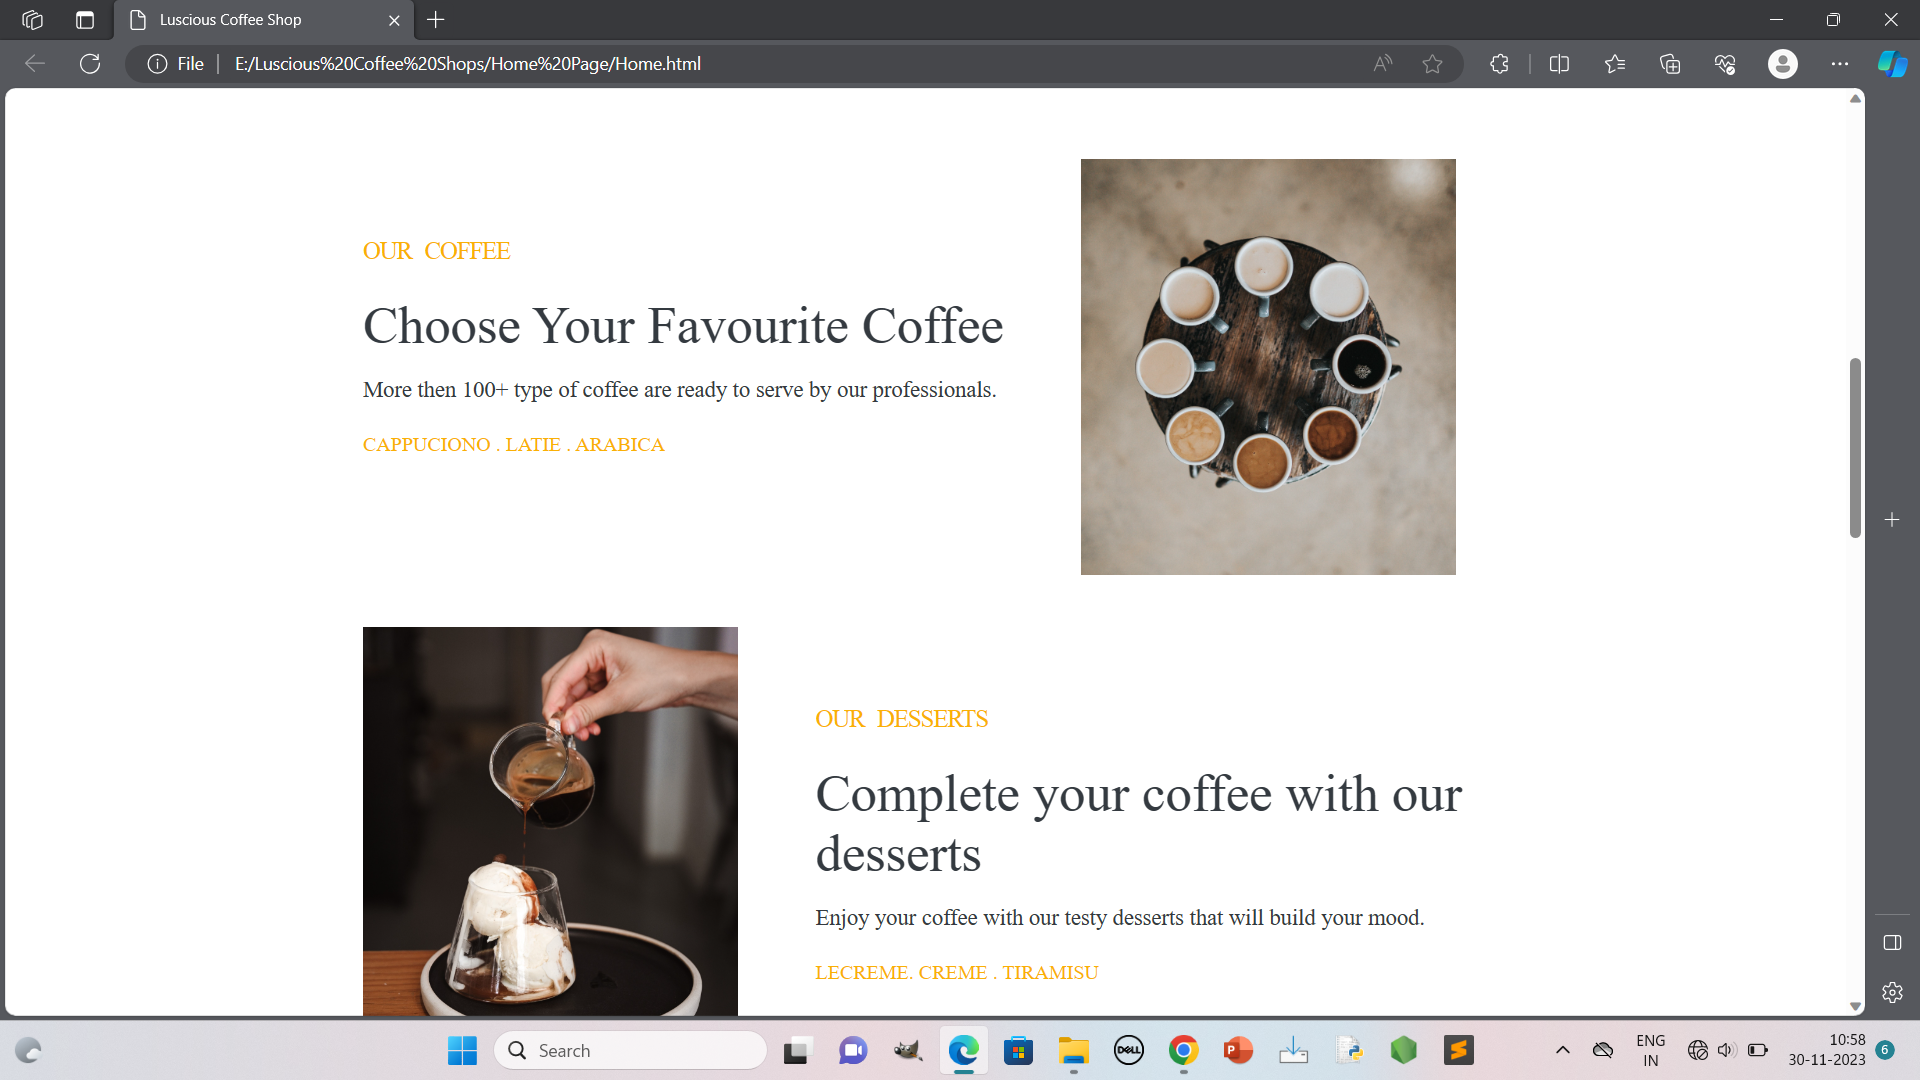 Luscious Coffee Shop
File
E:/Luscious%20Coffee%20Shops/Home%20Page/Home.html
OUR COFFEE
Choose Your Favourite Coffee
More then 100+ type of coffee are ready to serve by our professionals.
CAPPUCIONO . LATIE . ARABICA
OUR DESSERTS
Complete your coffee with our
desserts
Enjoy your coffee with our testy desserts that will build your mood.
LECREME. CREME . TIRAMISU
Search
DELL
P
ENG
IN
10:58
30-11-2023
6